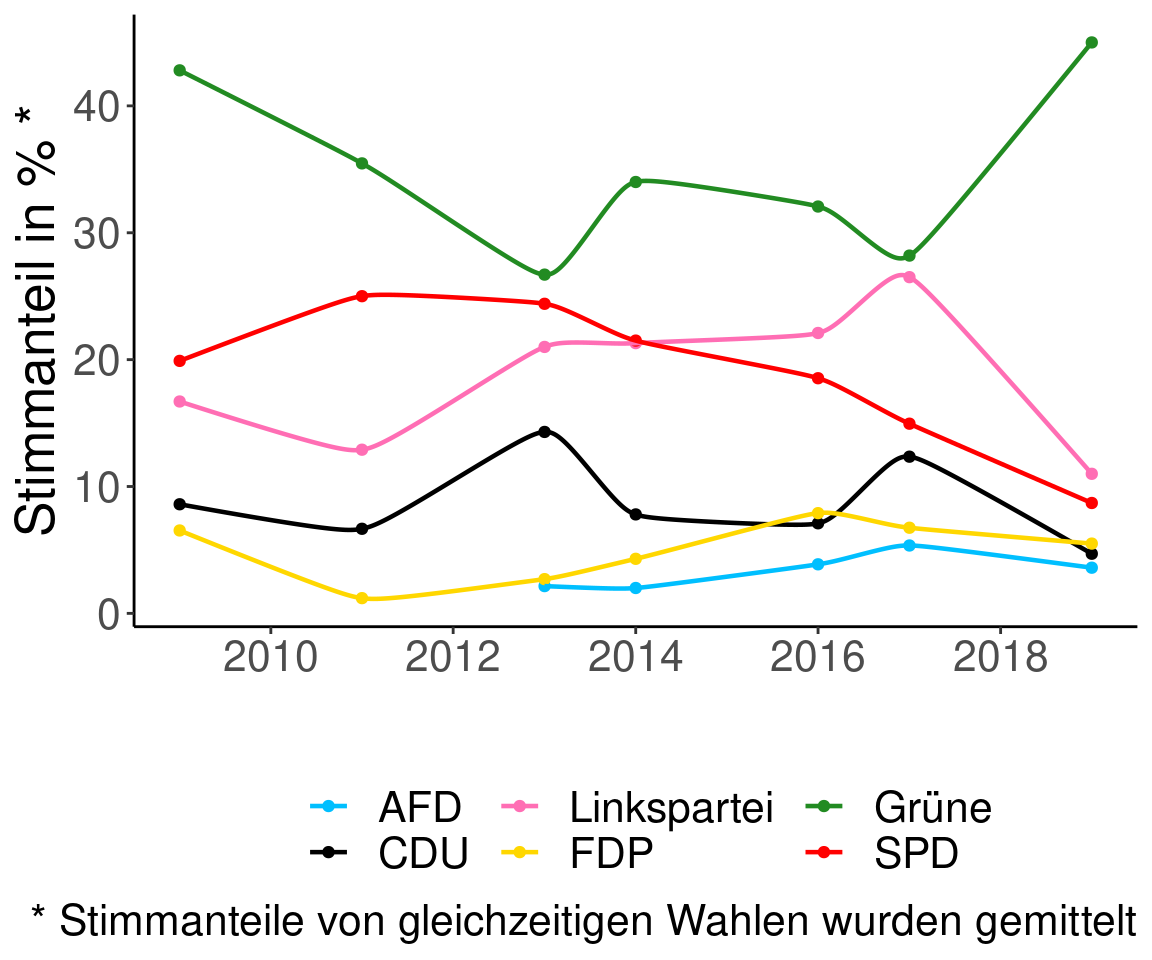 Stimmanteil in % *
40
30
20
10
0
2010 2012 2014 2016 2018
AFD Linkspartei Grüne
CDU FDP SPD
* Stimmanteile von gleichzeitigen Wahlen wurden gemittelt